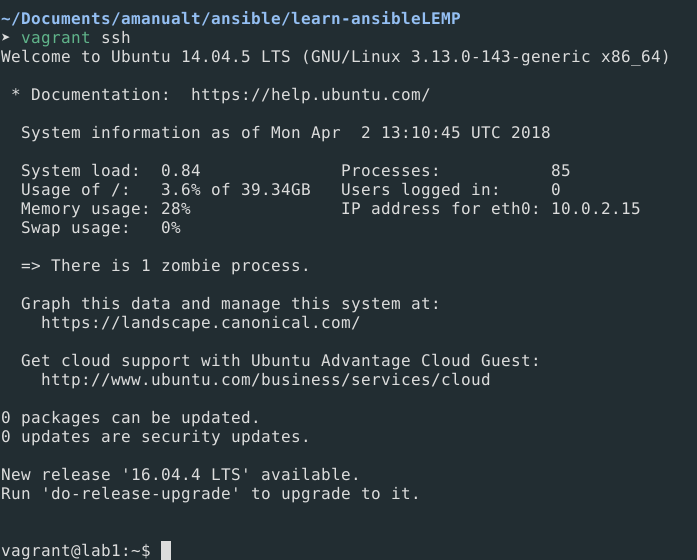 ~/Documents/amanualt/ansible/learn-ansibleLEMP
➤ vagrant ssh
Welcome to Ubuntu 14.04.5 LTS (GNU/Linux 3.13.0-143-generic x86_64)

 * Documentation:  https://help.ubuntu.com/

  System information as of Mon Apr  2 13:10:45 UTC 2018

  System load:  0.84              Processes:           85
  Usage of /:   3.6% of 39.34GB   Users logged in:     0
  Memory usage: 28%               IP address for eth0: 10.0.2.15
  Swap usage:   0%

  => There is 1 zombie process.

  Graph this data and manage this system at:
    https://landscape.canonical.com/

  Get cloud support with Ubuntu Advantage Cloud Guest:
    http://www.ubuntu.com/business/services/cloud

0 packages can be updated.
0 updates are security updates.

New release '16.04.4 LTS' available.
Run 'do-release-upgrade' to upgrade to it.


vagrant@lab1:~$